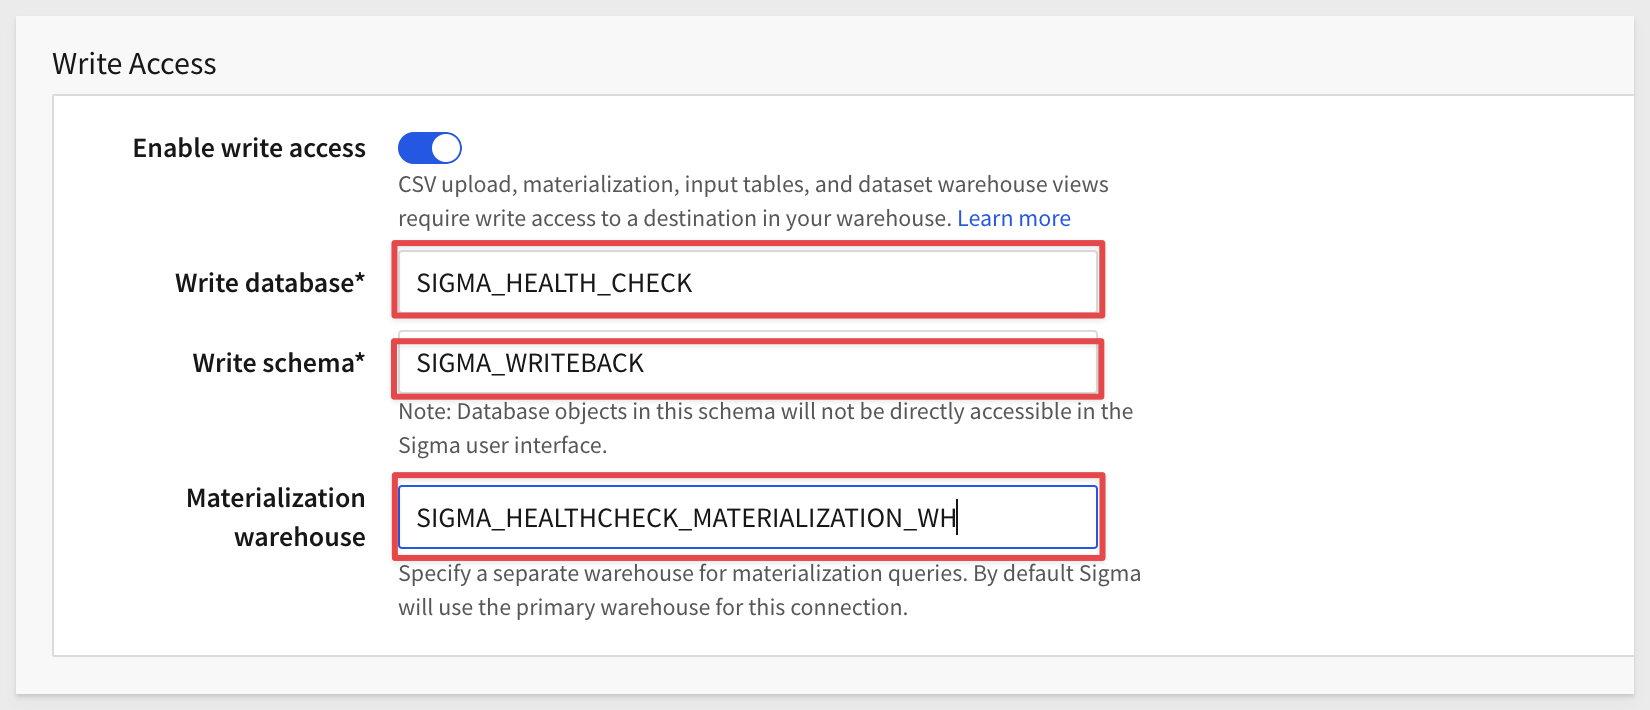 Write Access
Enable write access
CSV upload, materialization, input tables, and dataset warehouse views
require write access to a destination in your warehouse. Learn more
Write database*
SIGMA_HEALTH_CHECK
Write schema*
SIGMA_WRITEBACK
Note: Database objects in this schema will not be directly accessible in the
Sigma user interface.
Materialization
warehouse
SIGMA_HEALTHCHECK_MATERIALIZATION_WH
Specify a separate warehouse for materialization queries. By default Sigma
will use the primary warehouse for this connection.